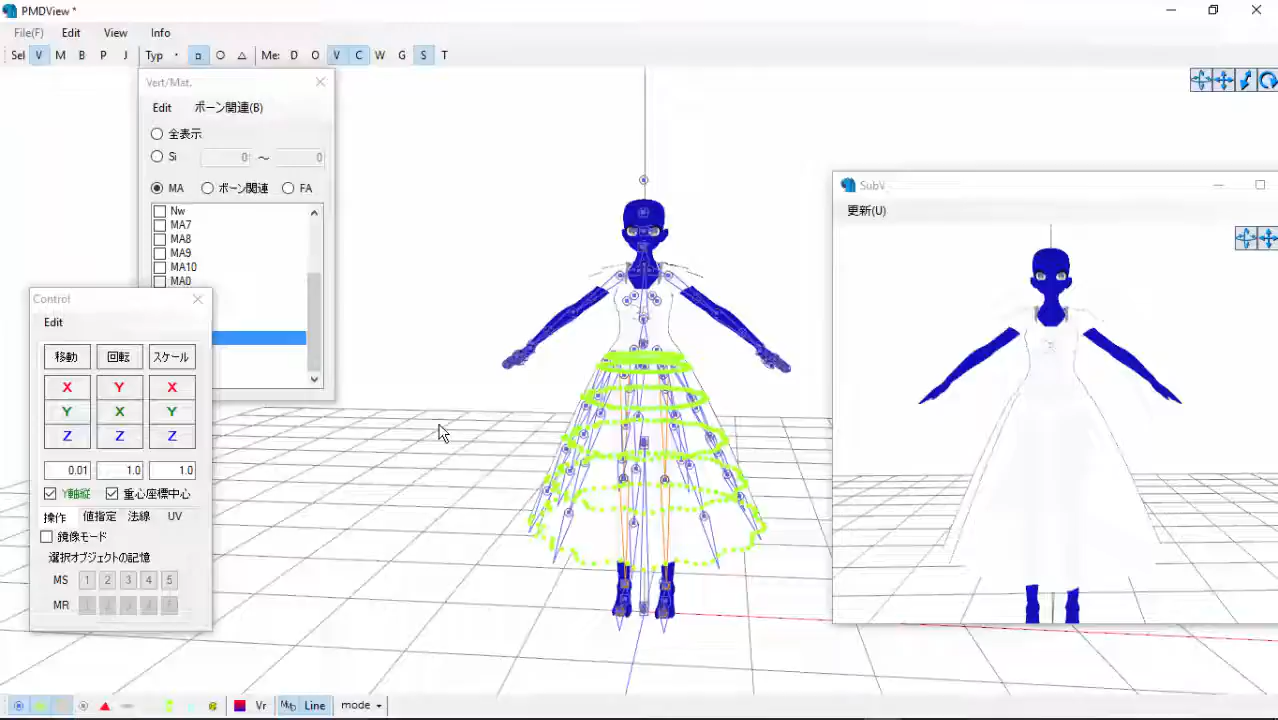 PMDView *
File(F) Edit View Info
Sel V M B P J Typ Me: D O V C W G S T
Vert/Mat.
Edit ボーン関連(B)
全表示
Si 0 ～ 0
MA ボーン関連 FA
Nw
MA7
MA8
MA9
MA10
MA0
Control
Edit
移動 回転 スケール
X Y X
Y X Y
Z Z Z
0.01 1.0 1.0
Y軸縦 重心座標中心
操作 値指定 法線 UV
鏡像モード
選択オブジェクトの記憶
MS 1 2 3 4 5
MR 1 2 3 4 5
SubV
更新(U)
Vr Line mode